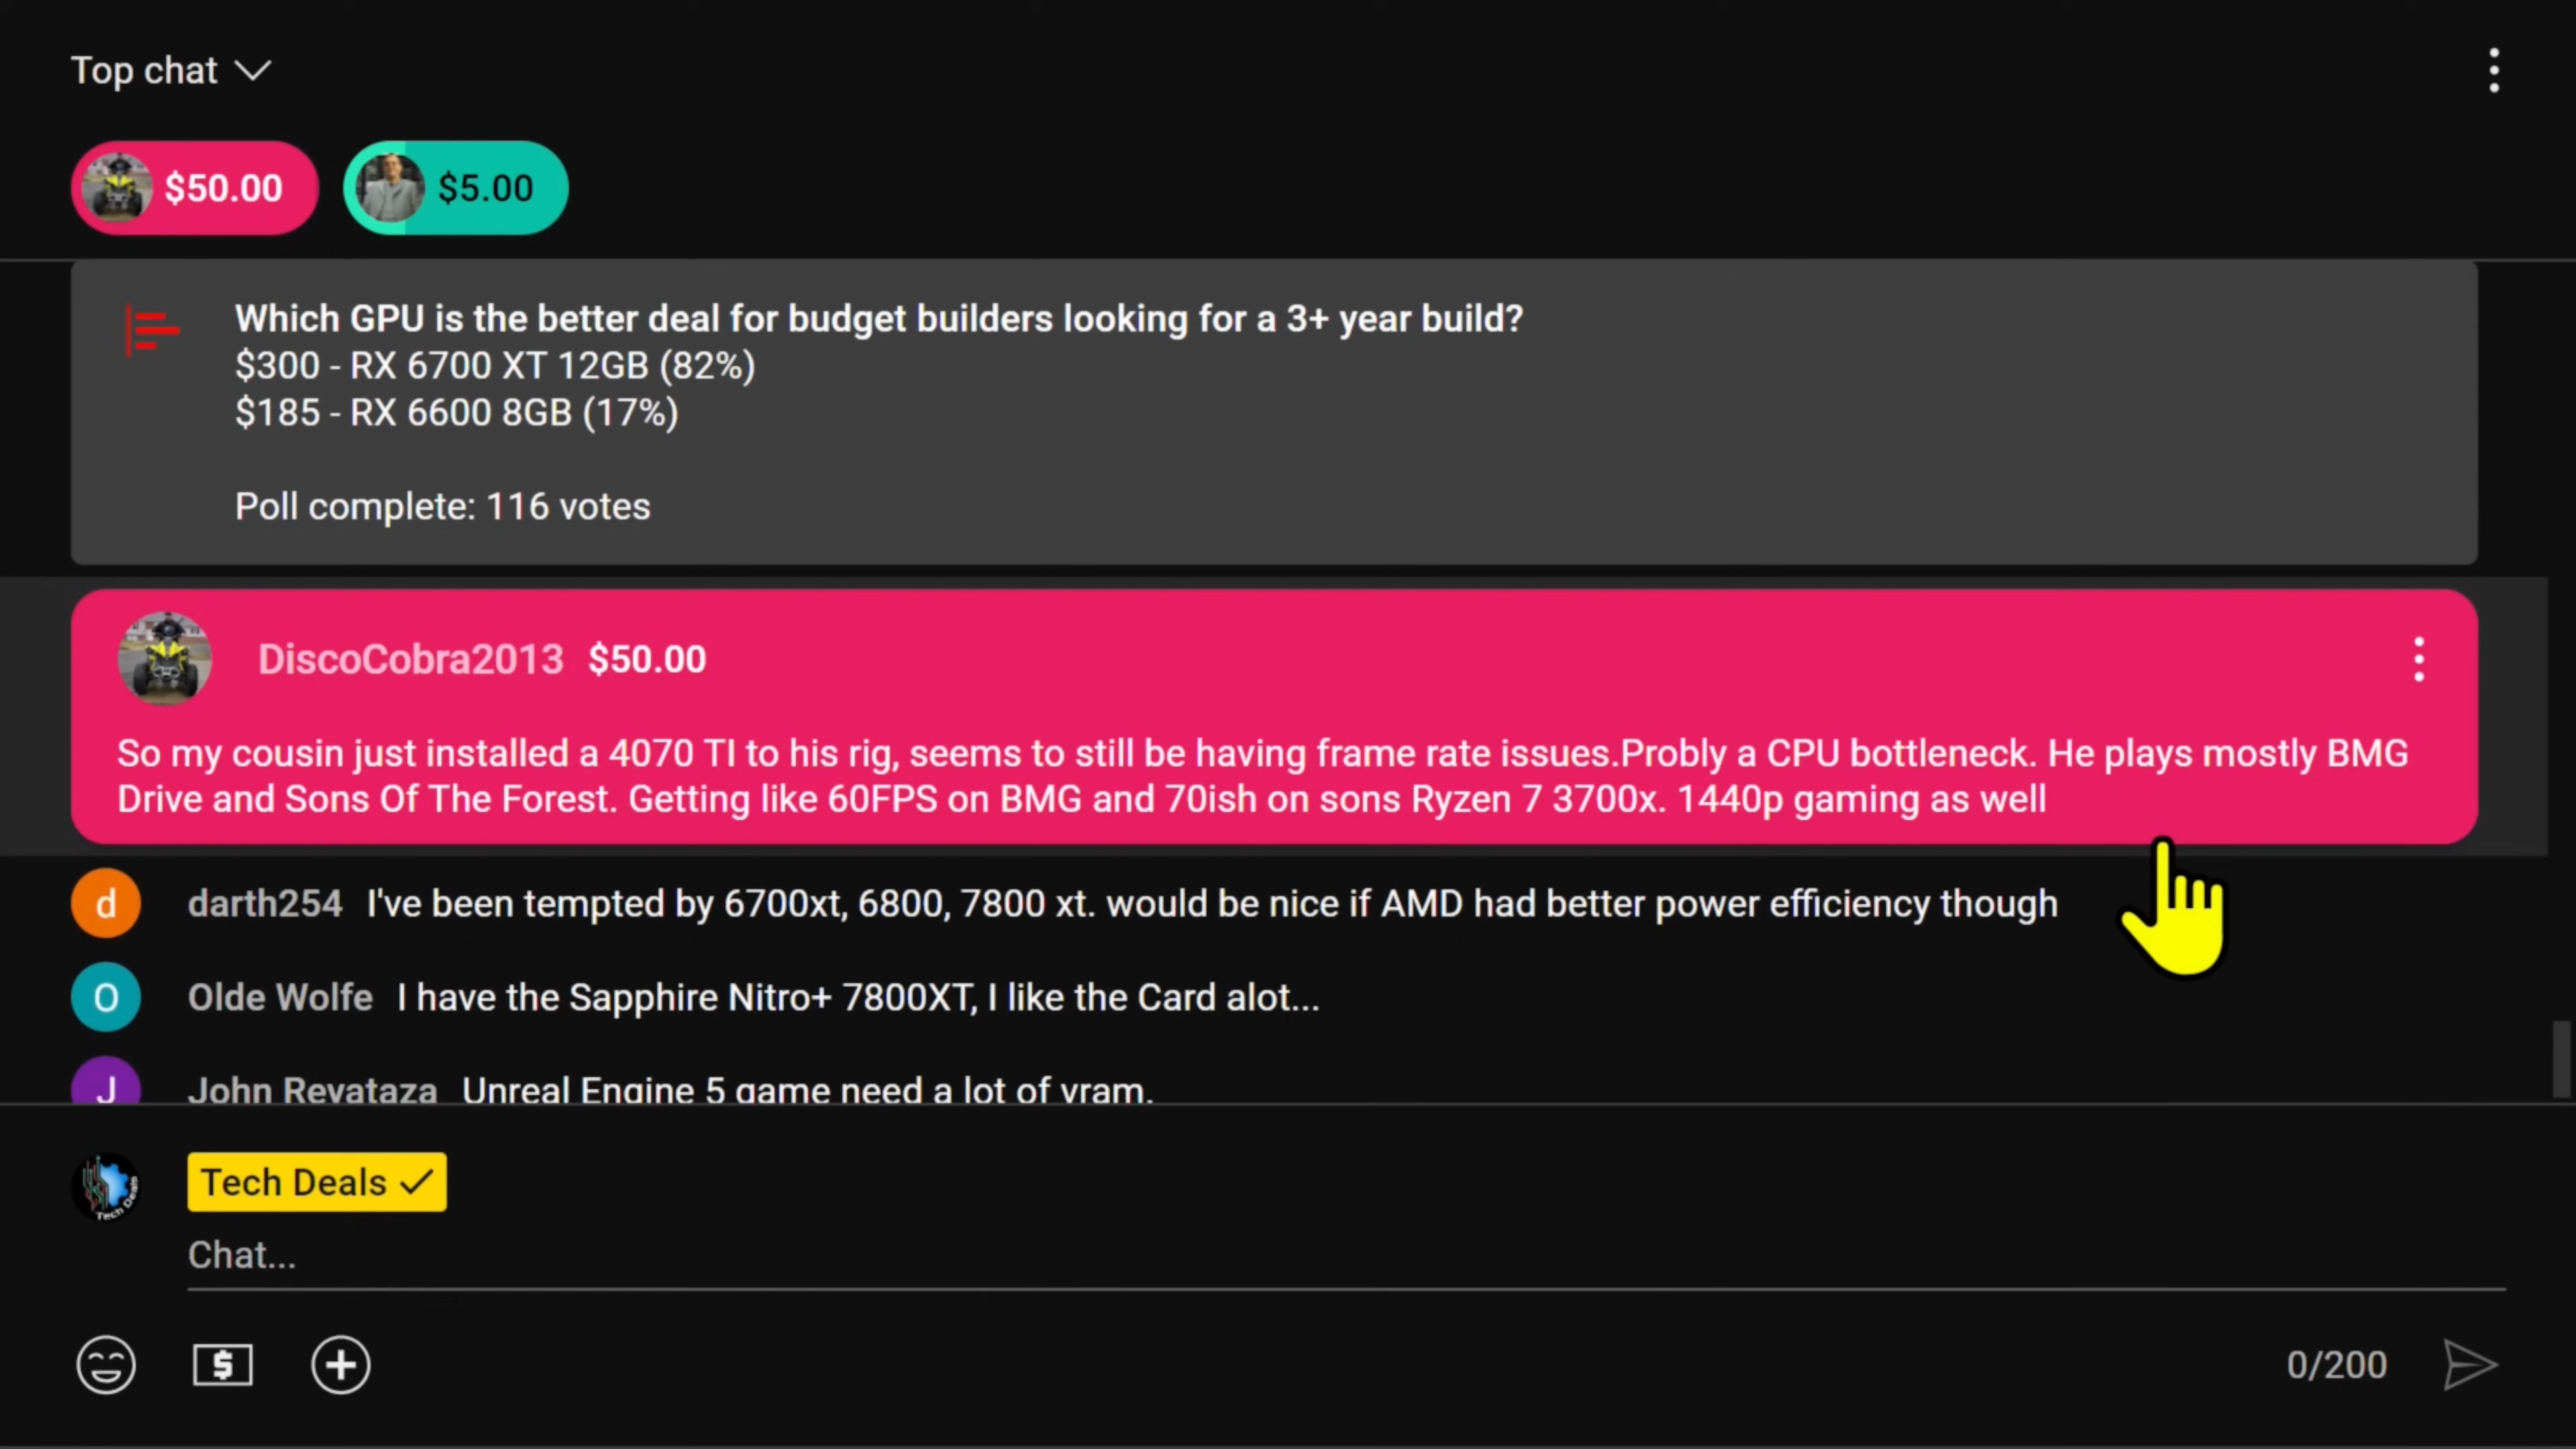 Top chat
$50.00 $5.00
Which GPU is the better deal for budget builders looking for a 3+ year build?
$300 - RX 6700 XT 12GB (82%)
$185 - RX 6600 8GB (17%)
Poll complete: 116 votes
DiscoCobra2013 $50.00
So my cousin just installed a 4070 TI to his rig, seems to still be having frame rate issues.Probly a CPU bottleneck. He plays mostly BMG
Drive and Sons Of The Forest. Getting like 60FPS on BMG and 70ish on sons Ryzen 7 3700x. 1440p gaming as well
d darth254 I've been tempted by 6700xt, 6800, 7800 xt. would be nice if AMD had better power efficiency though
O Olde Wolfe I have the Sapphire Nitro+ 7800XT, I like the Card alot...
J John Revataza Unreal Engine 5 game need a lot of vram.
Tech Deals
Tech Deals
Chat...
$
0/200